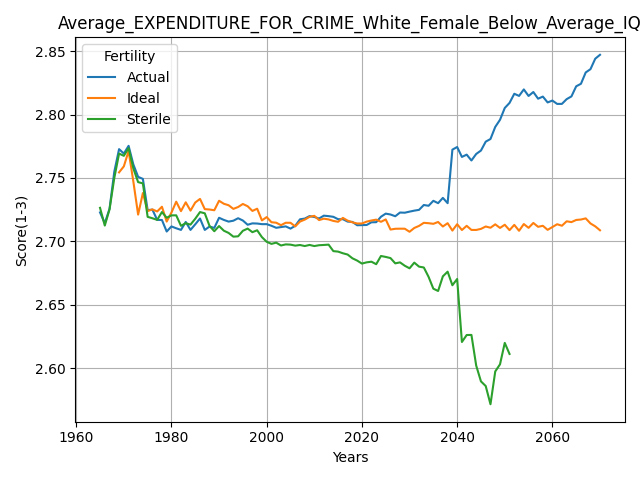 Average_EXPENDITURE_FOR_CRIME_White_Female_Below_Average_IQ
Fertility
Actual
Ideal
Sterile
2.85
2.80
2.75
2.70
2.65
2.60
Score(1-3)
1960 1980 2000 2020 2040 2060
Years